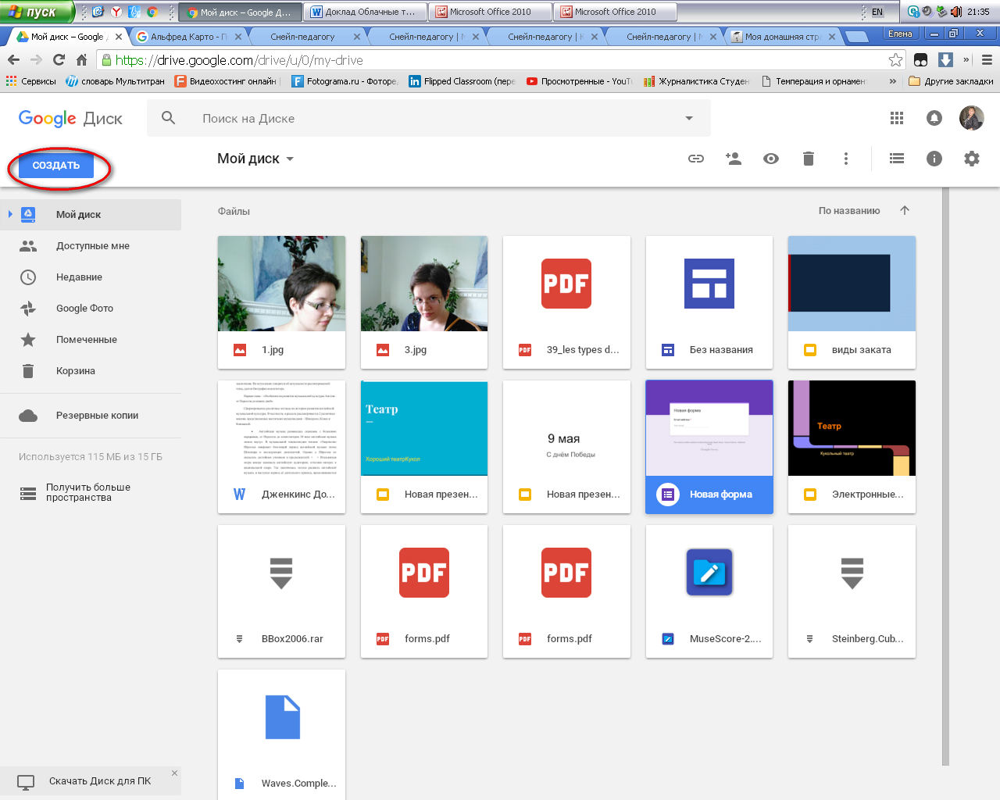 пуск
Мой диск – Google Д...
Доклад Облачные т...
Microsoft Office 2010
Microsoft Office 2010
EN
21:35
Мой диск – Google
Альфред Карто - П
Снейл-педагогу
Снейл-педагогу |
Снейл-педагогу |
Снейл-педагогу |
Моя домашняя стр
Елена
https://drive.google.com/drive/u/0/my-drive
Сервисы
словарь Мультитран
Видеохостинг онлайн
Fotograma.ru - Фоторе
Flipped Classroom (пере
Просмотренные - YouTu
Журналистика Студен
Темперация и орнамен
»
Другие закладки
Google Диск
Поиск на Диске
СОЗДАТЬ
Мой диск
Мой диск
Доступные мне
Недавние
Google Фото
Помеченные
Корзина
Резервные копии
Используется 115 МБ из 15 ГБ
Получить больше
пространства
Скачать Диск для ПК
Файлы
По названию
PDF
1.jpg
3.jpg
39_les types d...
Без названия
виды заката
Театр
Хороший театрКукол
9 мая
С днём Победы
Новая форма
Театр
Кукольный театр
Дженкинс До...
Новая презен...
Новая презен...
Новая форма
Электронные...
PDF
PDF
BBox2006.rar
forms.pdf
forms.pdf
MuseScore-2....
Steinberg.Cub...
Waves.Comple...